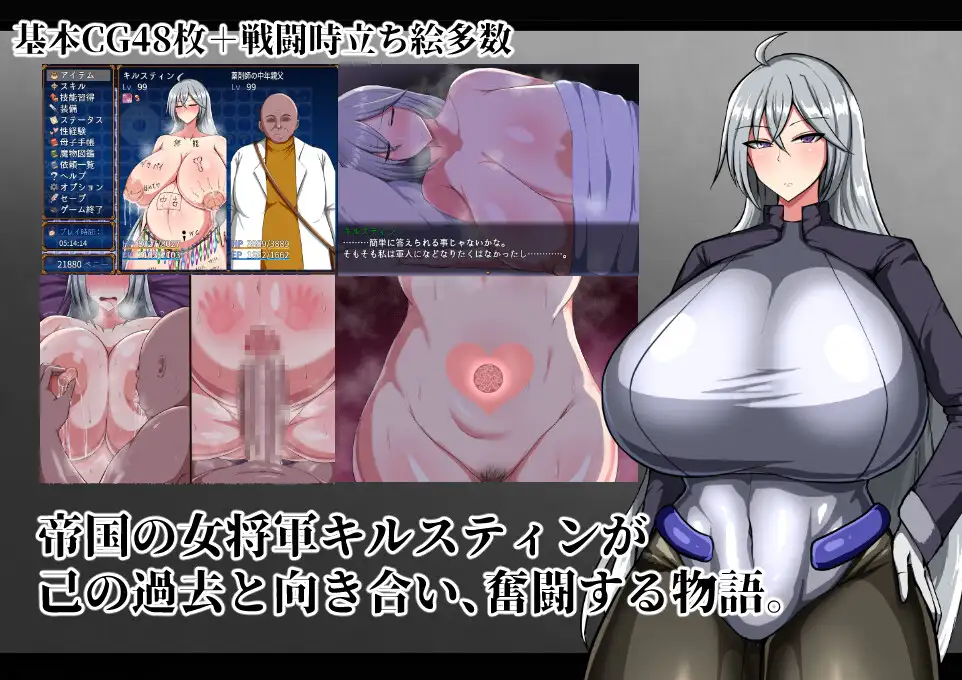 基本CG48枚＋戦闘時立ち絵多数
アイテム
スキル
技能習得
装備
ステータス
性経験
母子手帳
魔物図鑑
依頼一覧
ヘルプ
オプション
セーブ
ゲーム終了
プレイ時間：
05:14:14
21880
キルスティン
Lv 99
薬剤師の中年親父
Lv 99
キルスティン
………簡単に答えられる事じゃないかな。
そもそも私は軍人になどなりたくはなかったし…………。
帝国の女将軍キルスティンが
己の過去と向き合い、奮闘する物語。